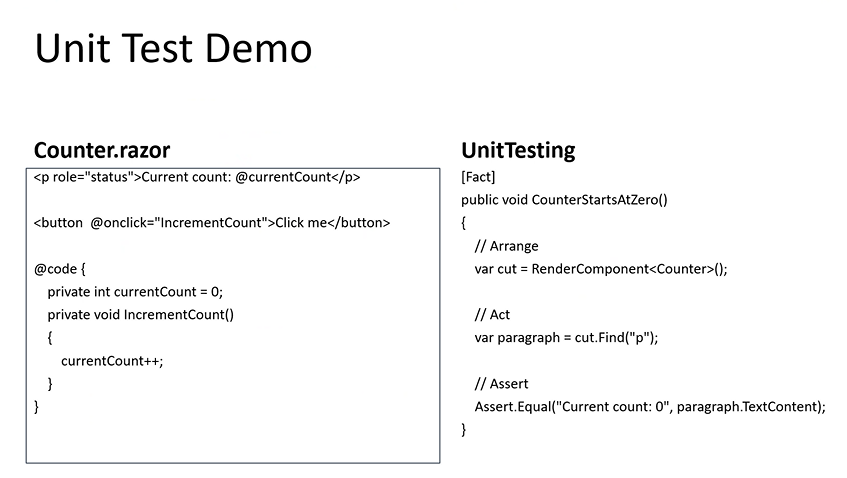 Unit Test Demo
Counter.razor
<p role="status">Current count: @currentCount</p>
<button  @onclick="IncrementCount">Click me</button>
@code {
    private int currentCount = 0;
    private void IncrementCount()
    {
        currentCount++;
    }
}
UnitTesting
[Fact]
public void CounterStartsAtZero()
{
    // Arrange
    var cut = RenderComponent<Counter>();
    // Act
    var paragraph = cut.Find("p");
    // Assert
    Assert.Equal("Current count: 0", paragraph.TextContent);
}